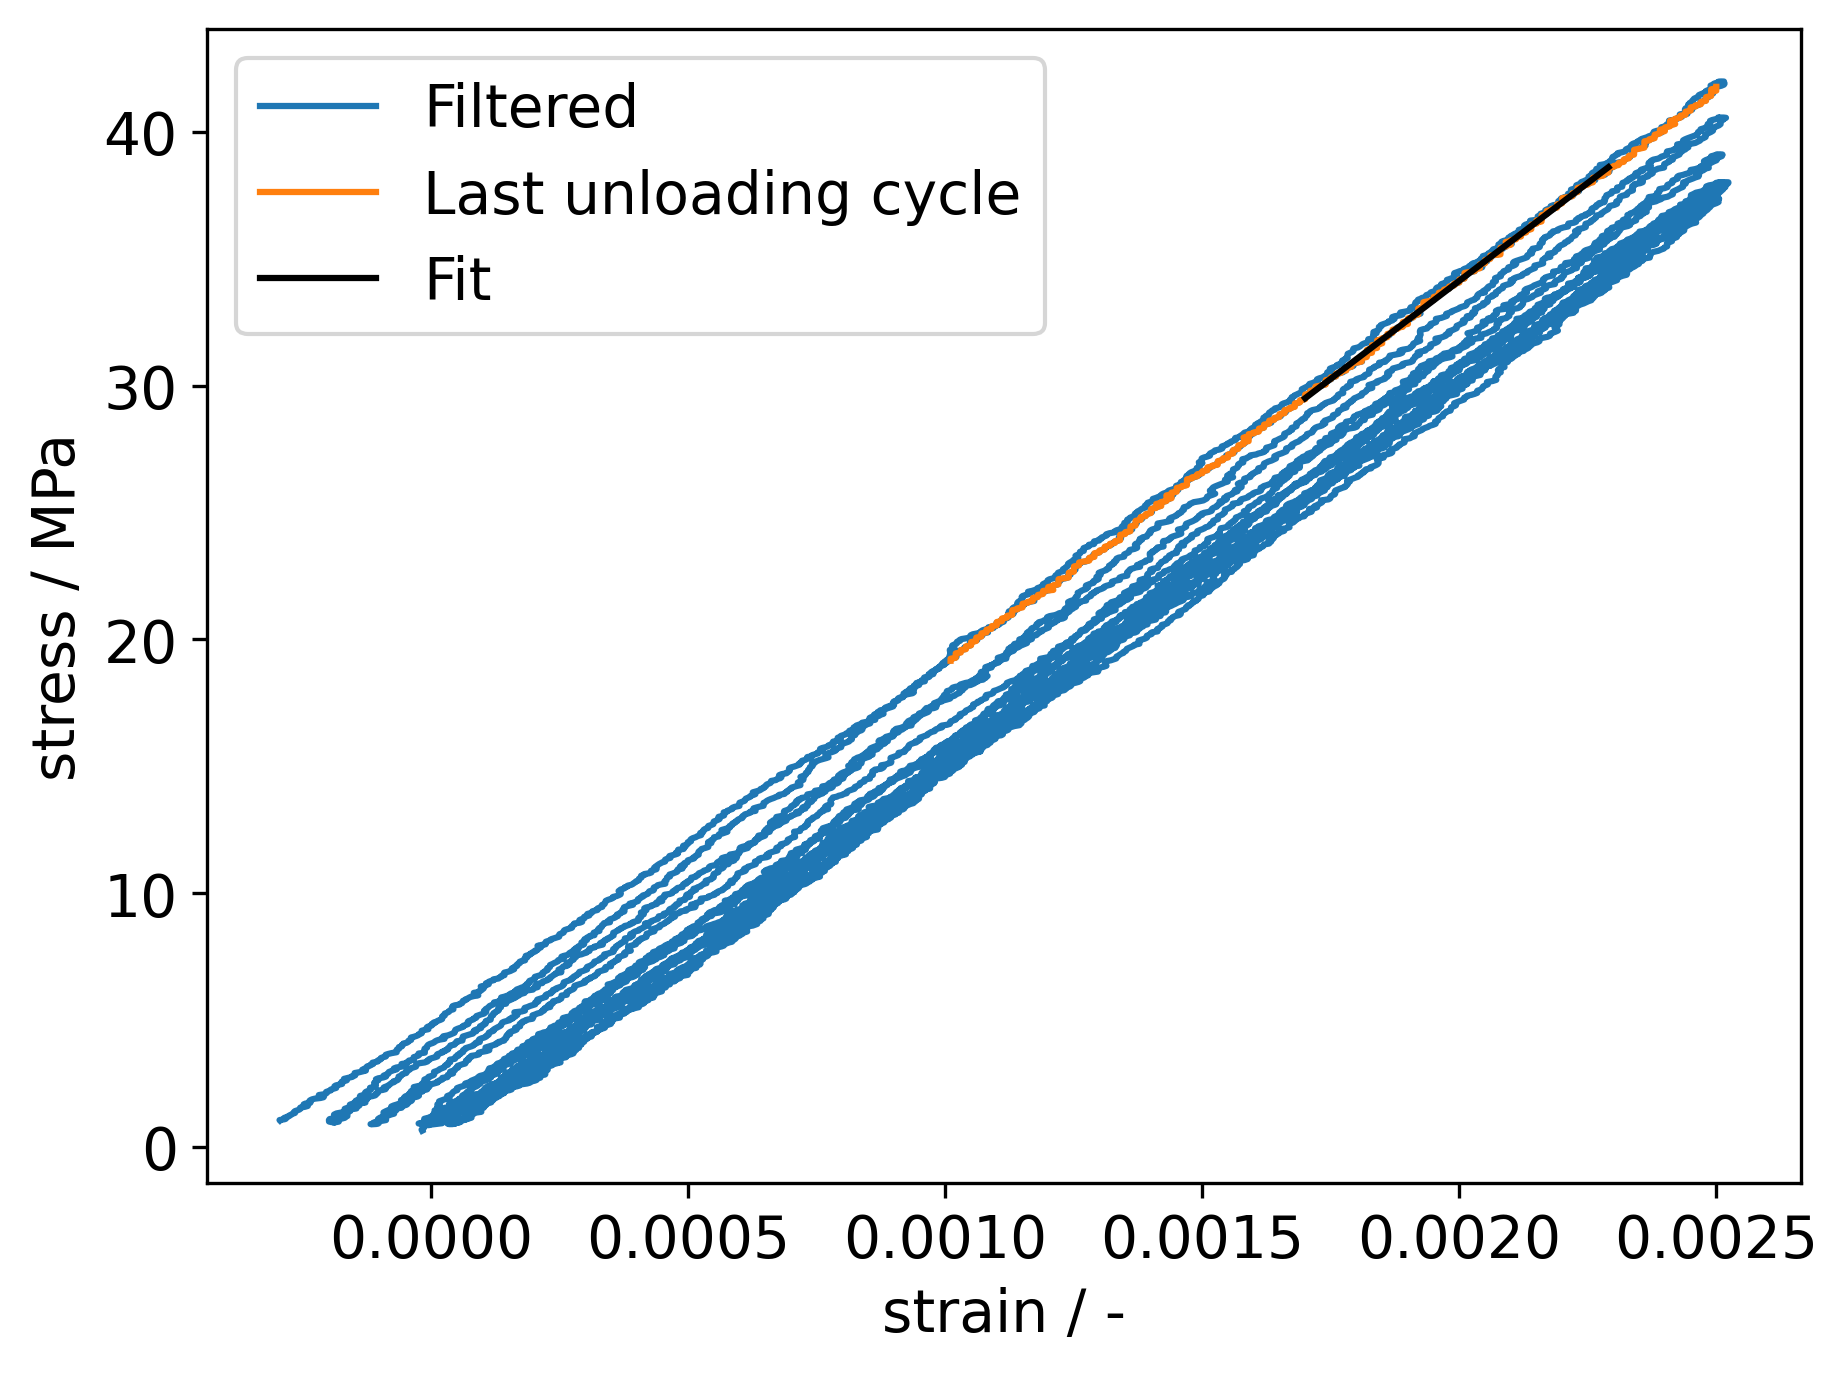 Filtered
Last unloading cycle
Fit
40
30
20
10
0
stress / MPa
0.0000 0.0005 0.0010 0.0015 0.0020 0.0025
strain / -